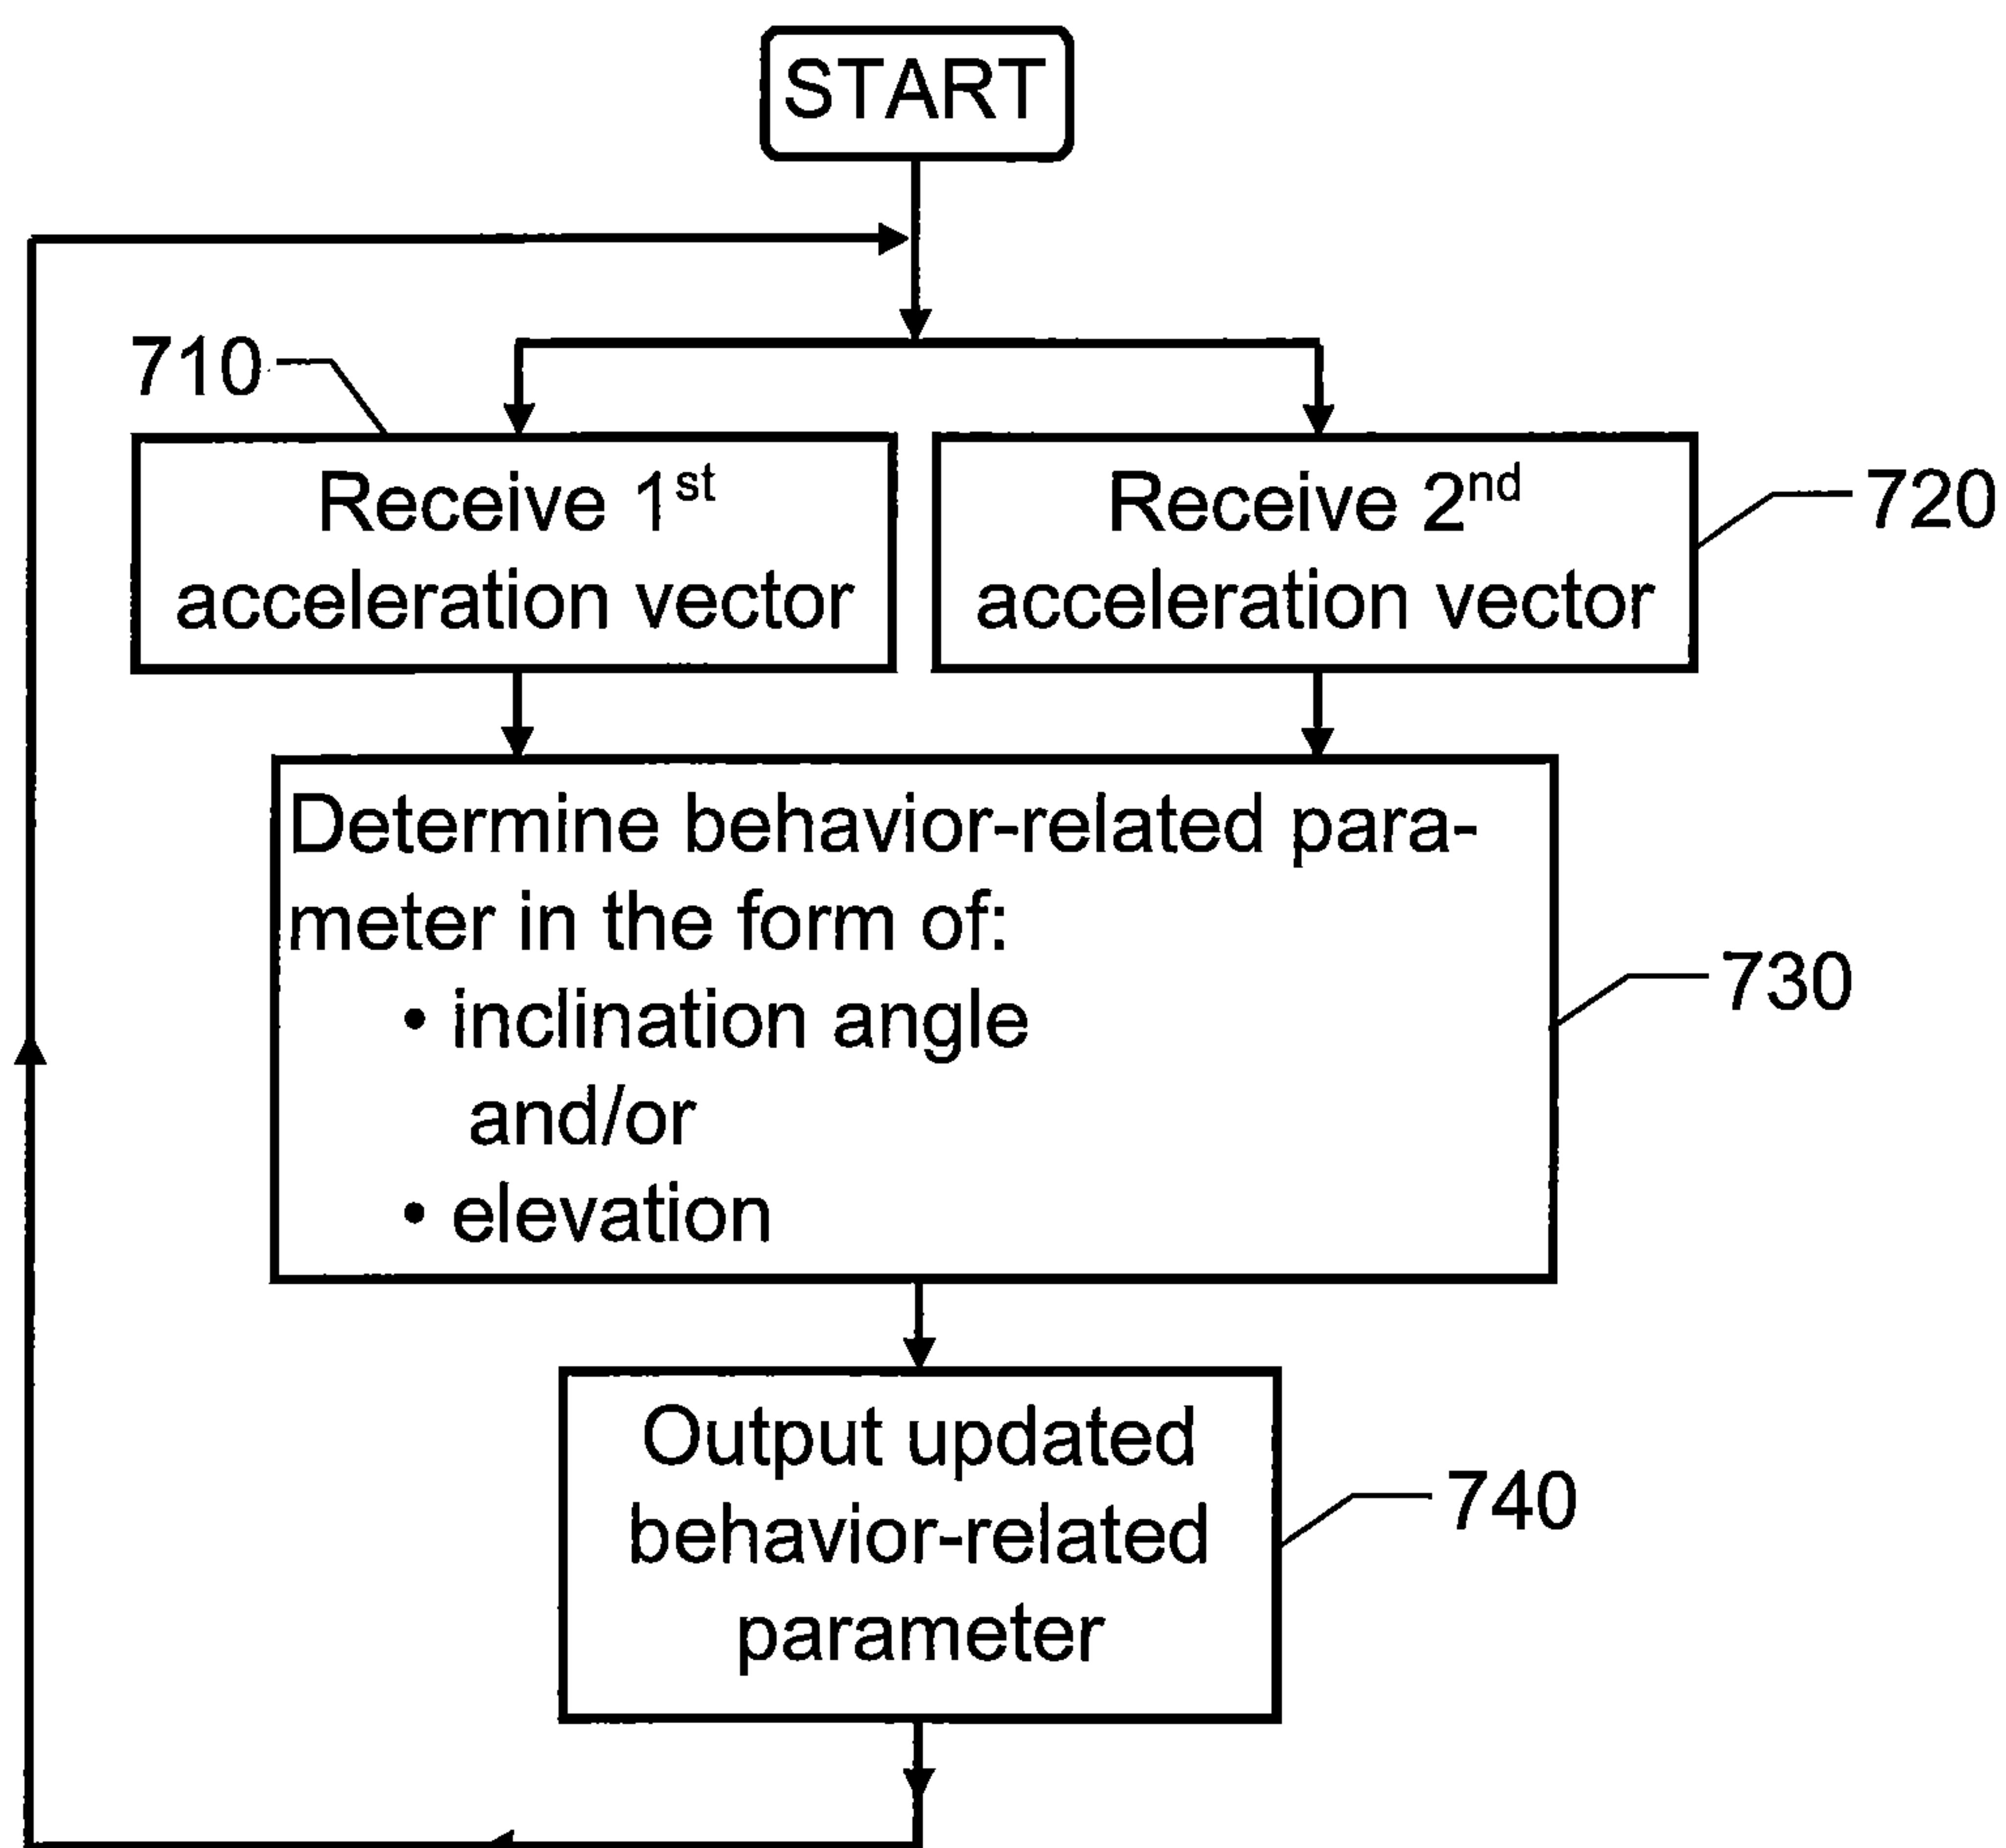 START
710
Receive 1st
acceleration vector
Receive 2nd
acceleration vector
720
Determine behavior-related para-
meter in the form of:
• inclination angle
and/or
• elevation
730
Output updated
behavior-related
parameter
740